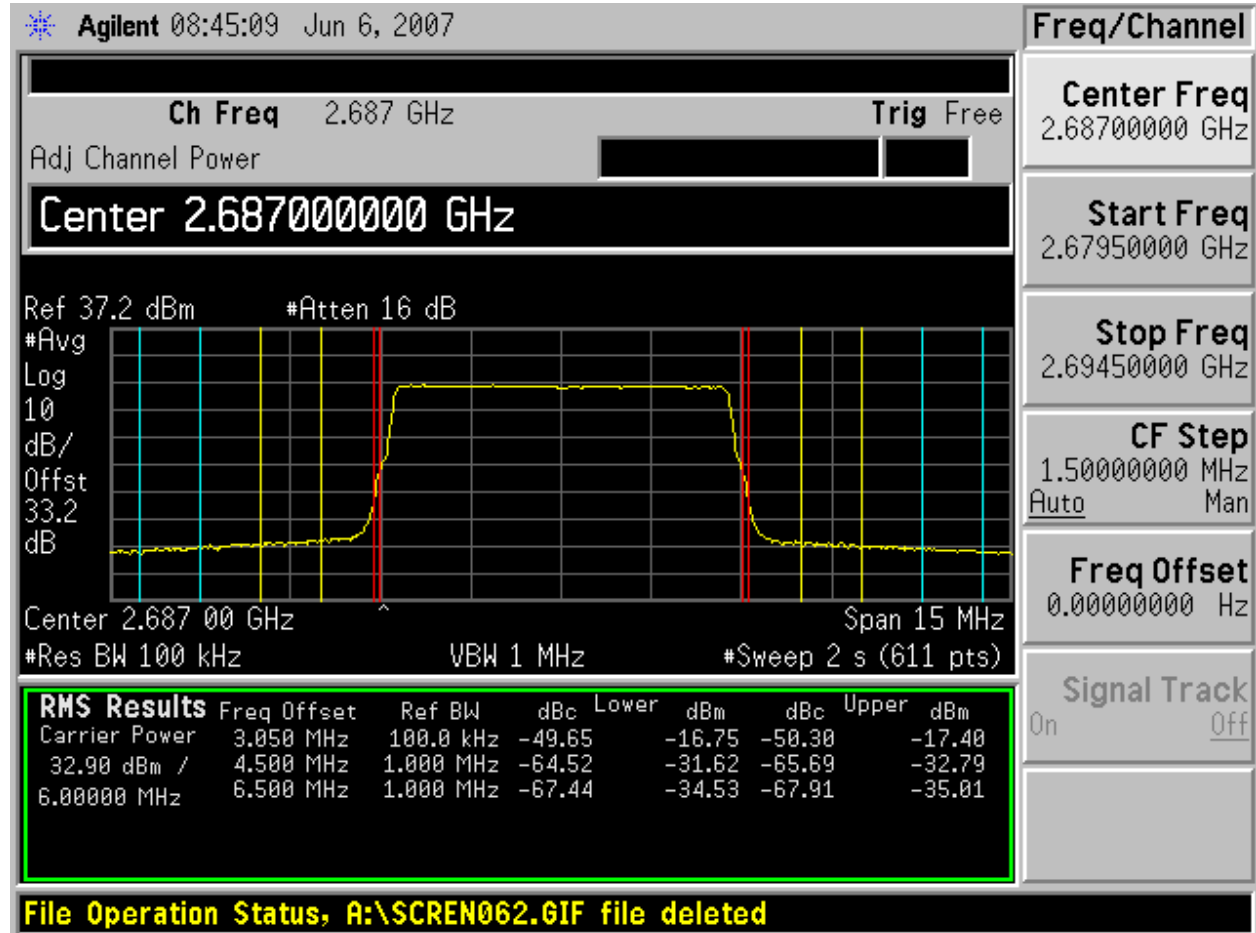 Agilent 08:45:09 Jun 6, 2007
Ch Freq 2.687 GHz Trig Free
Adj Channel Power
Center 2.687000000 GHz
Ref 37.2 dBm #Atten 16 dB
#Avg
Log
10
dB/
Offst
33.2
dB
Center 2.687 00 GHz ^ Span 15 MHz
#Res BW 100 kHz VBW 1 MHz #Sweep 2 s (611 pts)
RMS Results Freq Offset Ref BW dBc Lower dBm dBc Upper dBm
Carrier Power 3.050 MHz 100.0 kHz -49.65 -16.75 -50.30 -17.40
32.90 dBm / 4.500 MHz 1.000 MHz -64.52 -31.62 -65.69 -32.79
6.00000 MHz 6.500 MHz 1.000 MHz -67.44 -34.53 -67.91 -35.01
File Operation Status, A:\SCREN062.GIF file deleted
Freq/Channel
Center Freq
2.68700000 GHz
Start Freq
2.67950000 GHz
Stop Freq
2.69450000 GHz
CF Step
1.50000000 MHz
Auto Man
Freq Offset
0.00000000 Hz
Signal Track
On Off